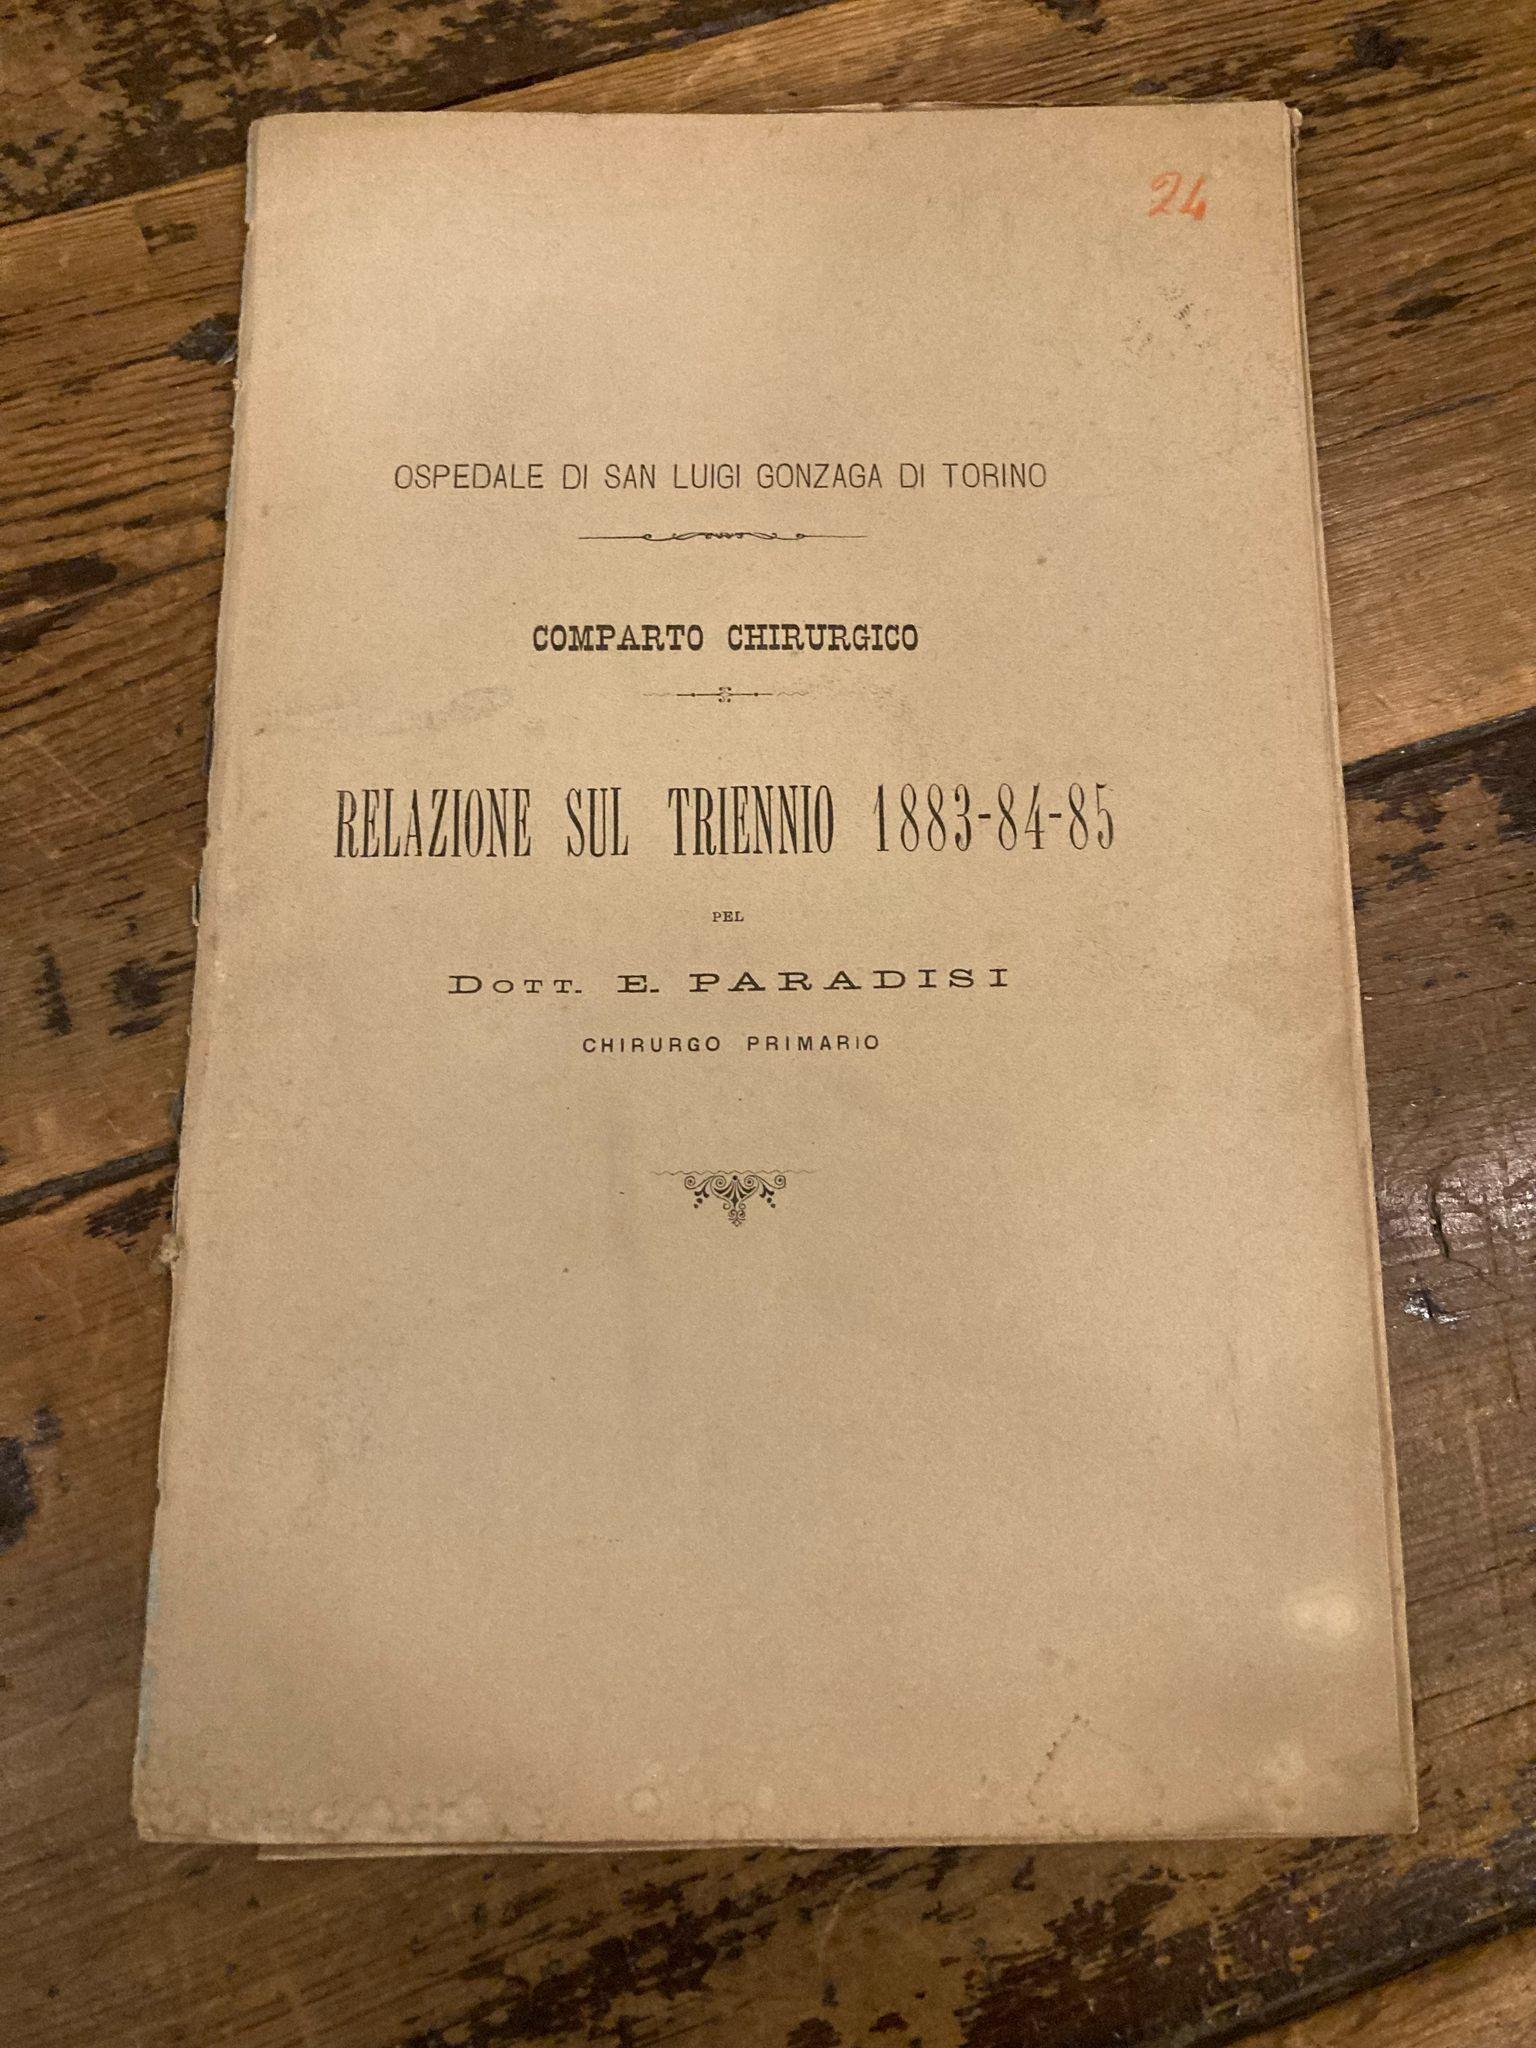 24
OSPEDALE DI SAN LUIGI GONZAGA DI TORINO
COMPARTO CHIRURGICO
RELAZIONE SUL TRIENNIO 1883-84-85
PEL
DOTT. E. PARADISI
CHIRURGO PRIMARIO